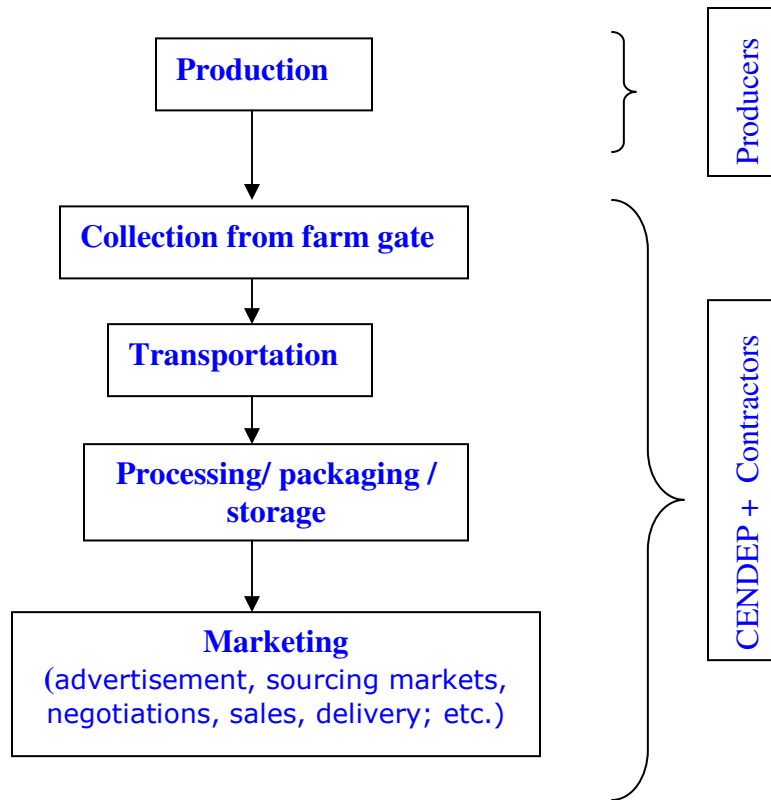 Production
Producers
Collection from farm gate
Transportation
Processing/ packaging /
storage
CENDEP + Contractors
Marketing
(advertisement, sourcing markets,
negotiations, sales, delivery; etc.)